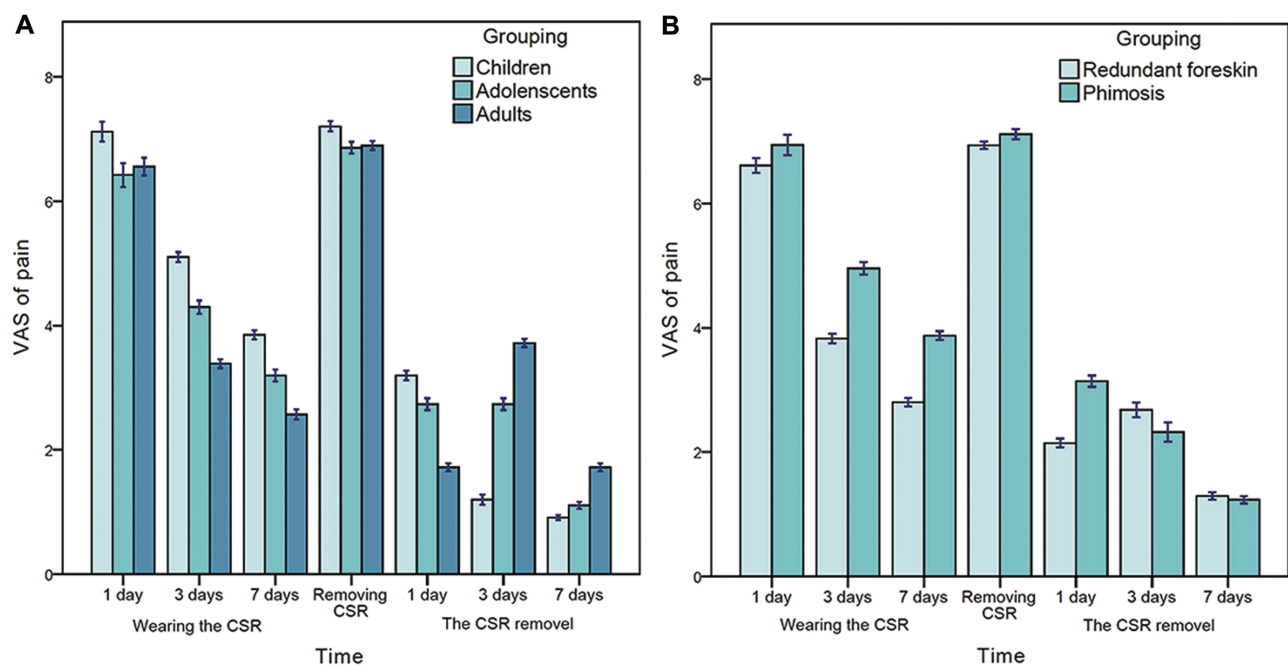 A
Grouping
Children
Adolenscents
Adults
8
6
4
2
0
VAS of pain
1 day
3 days
7 days
Removing
CSR
1 day
3 days
7 days
Wearing the CSR
The CSR removel
Time
B
Grouping
Redundant foreskin
Phimosis
8
6
4
2
0
VAS of pain
1 day
3 days
7 days
Removing
CSR
1 day
3 days
7 days
Wearing the CSR
The CSR removel
Time